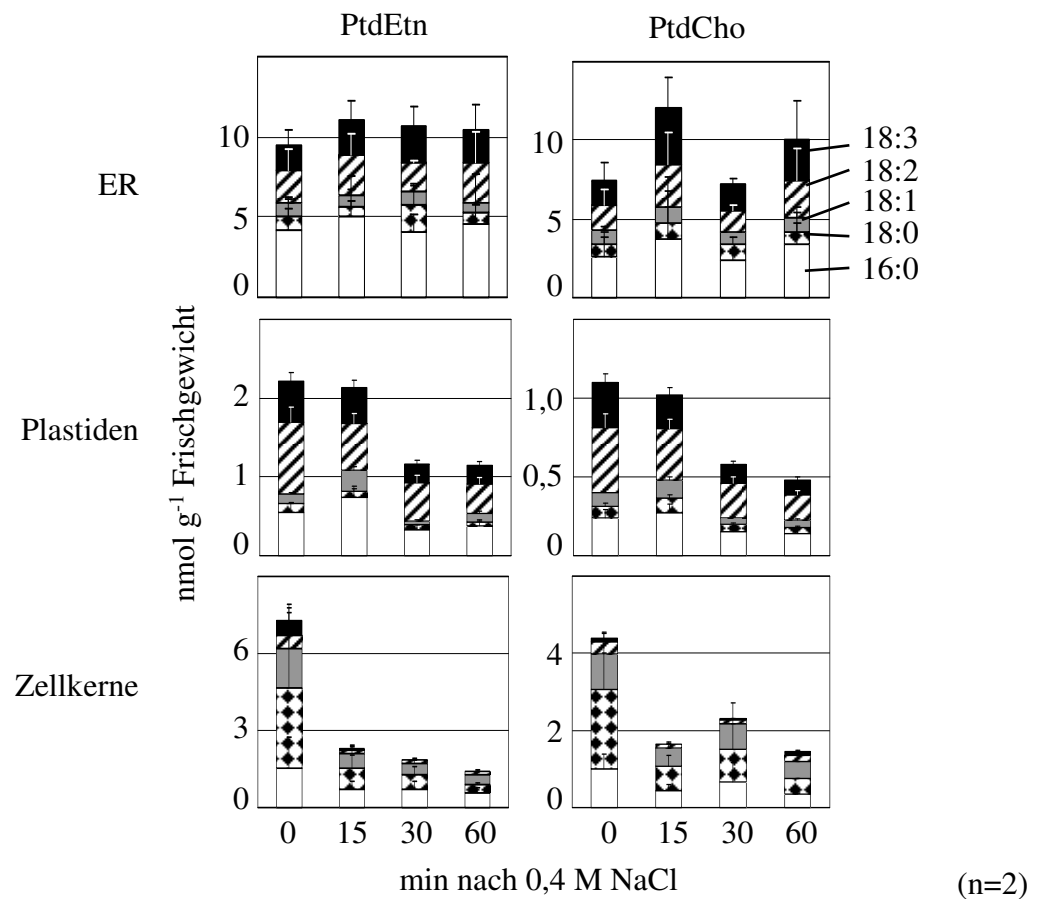 PtdEtn
PtdCho
ER
10
5
0
10
5
0
18:3
18:2
18:1
18:0
16:0
nmol g-1 Frischgewicht
Plastiden
2
1
0
1,0
0,5
0
Zellkerne
6
3
0
4
2
0
0 15 30 60
0 15 30 60
min nach 0,4 M NaCl
(n=2)